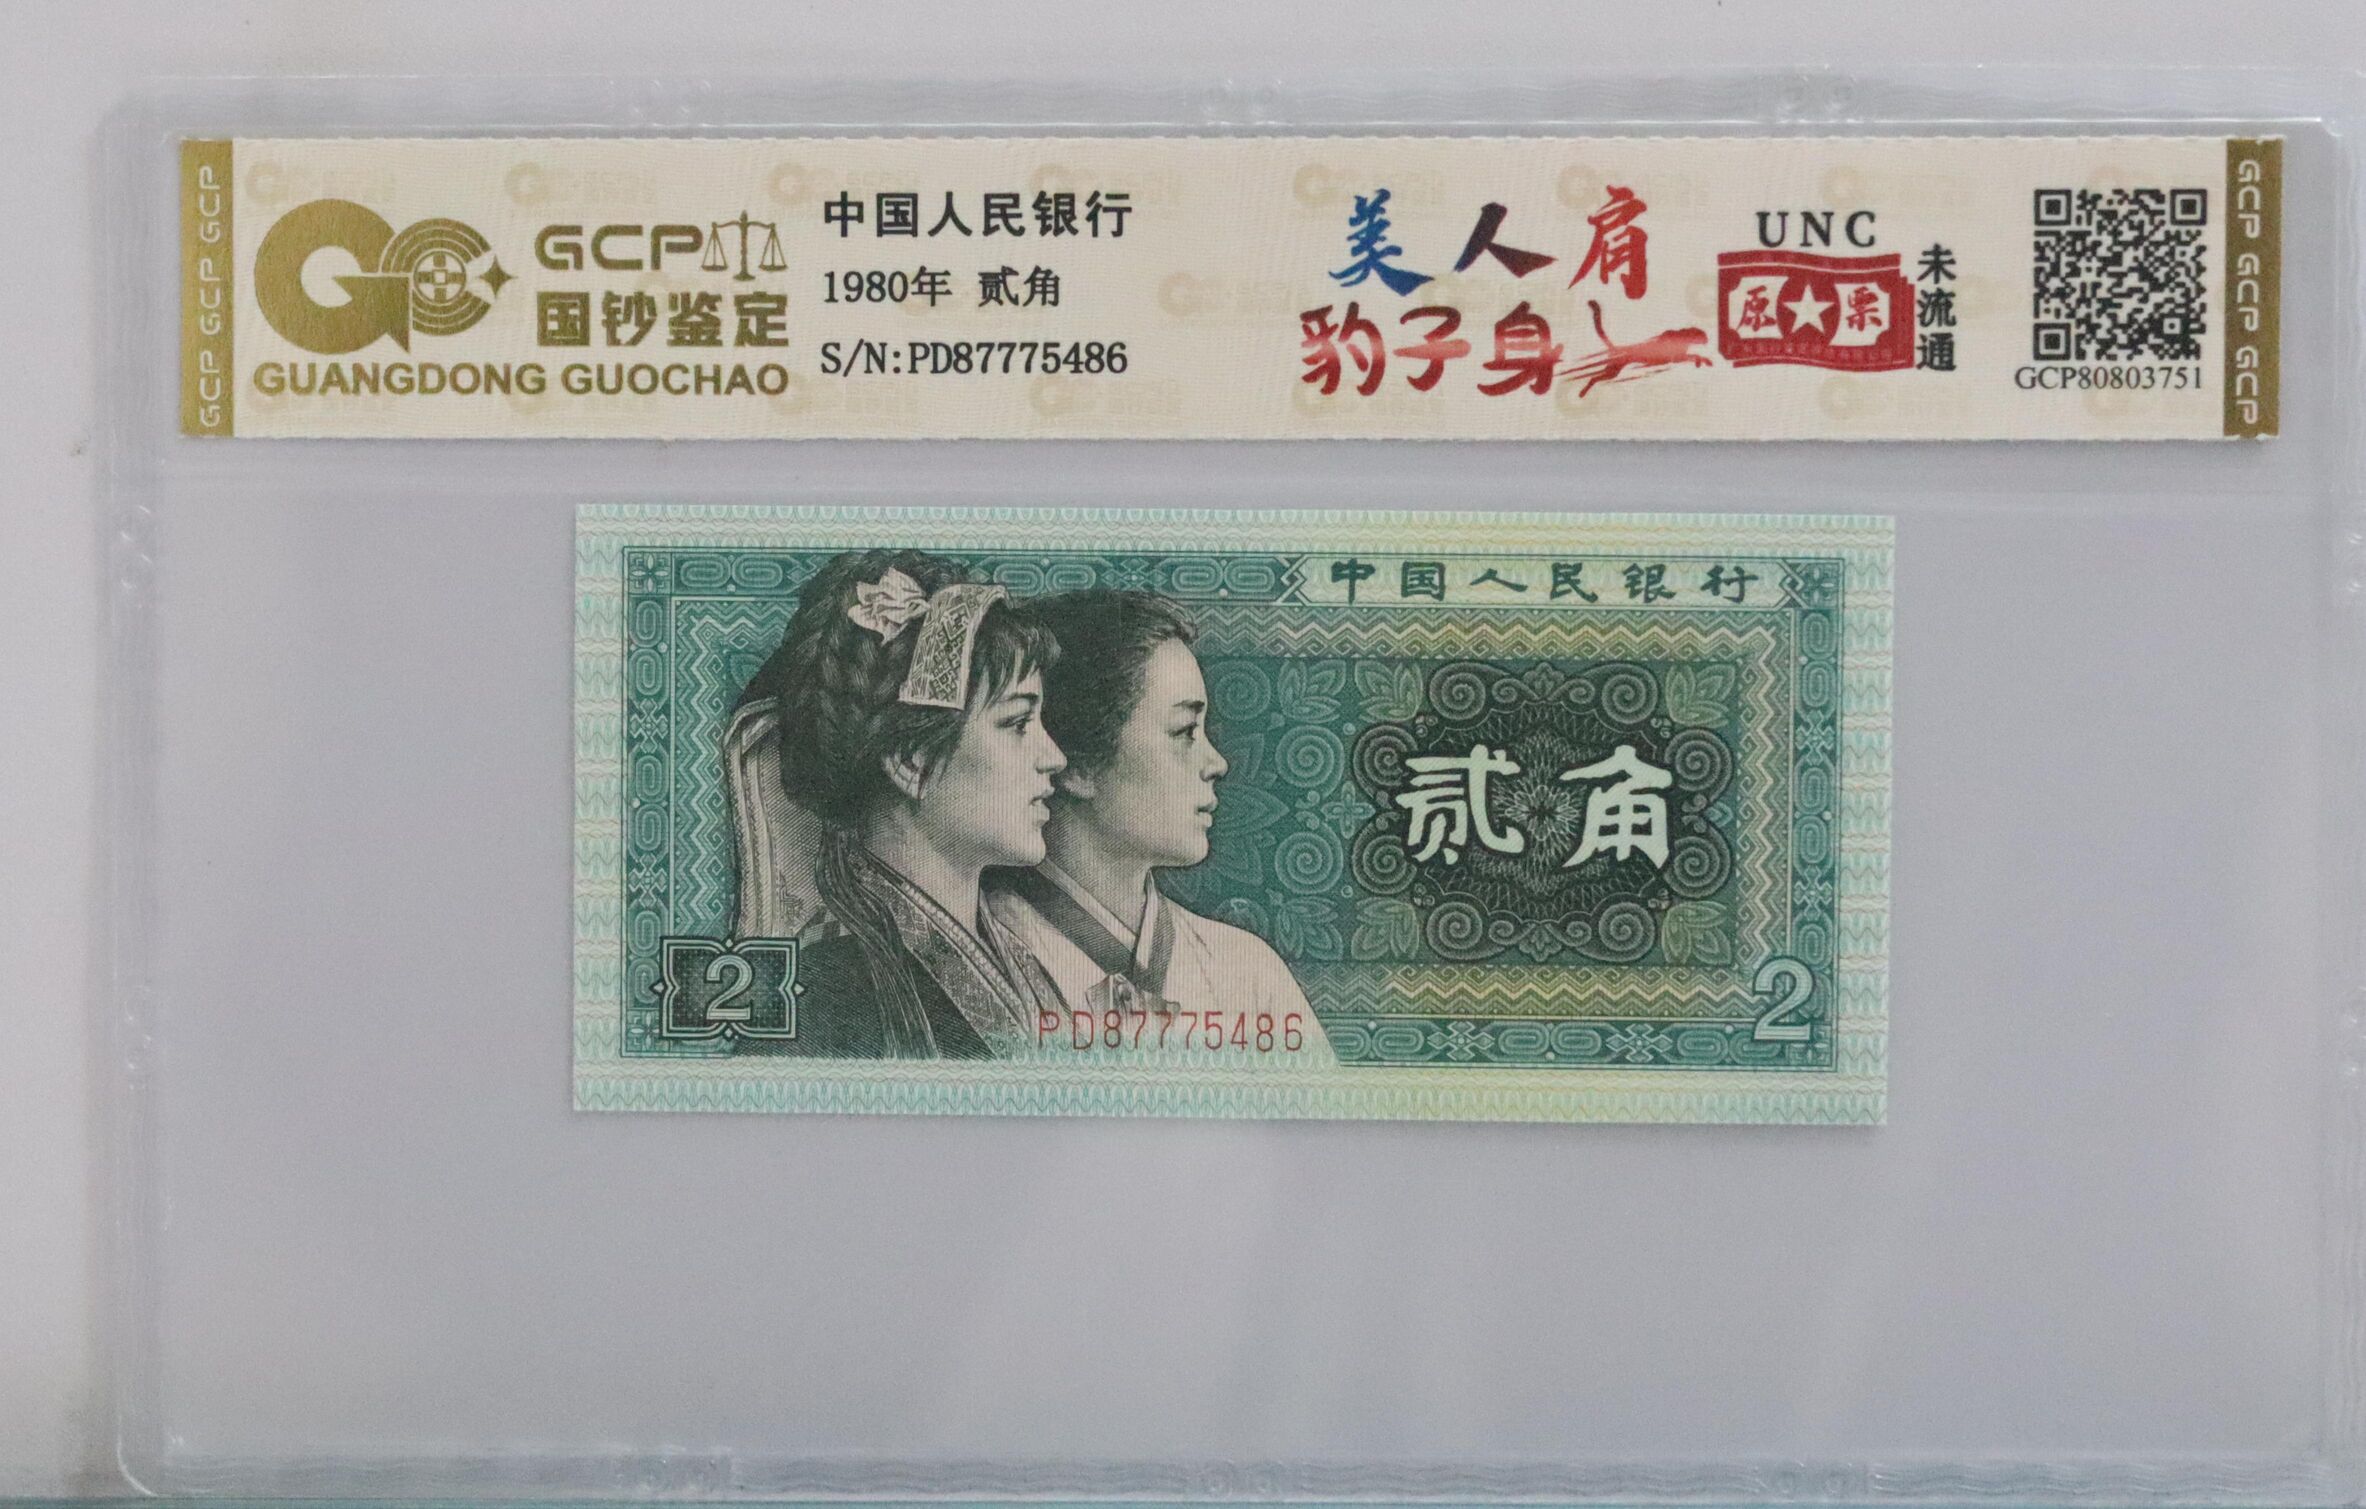 GCP GCP GCP
GCP
国钞鉴定
GUANGDONG GUOCHAO
中国人民银行
1980年 贰角
S/N:PD87775486
美人肩
豹子身
UNC
原★票
未流通
GCP80803751
GCP GCP GCP
中国人民银行
贰角
2
PD87775486
2